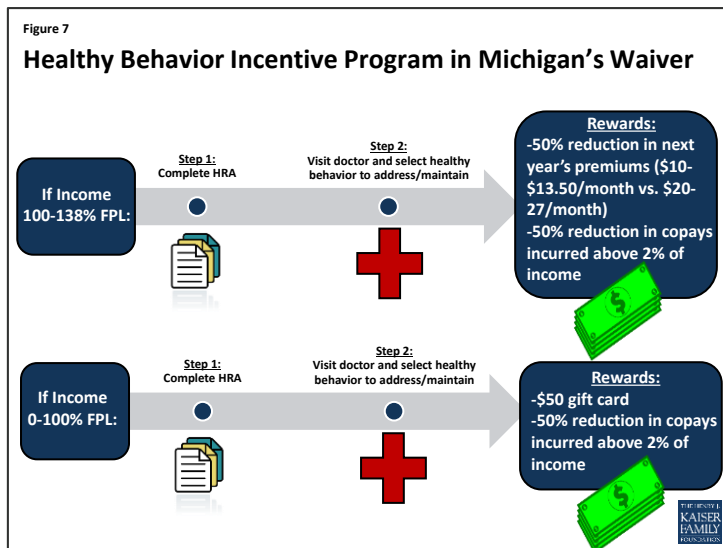 Figure 7
Healthy Behavior Incentive Program in Michigan's Waiver
If Income
100-138% FPL:
Step 1:
Complete HRA
Step 2:
Visit doctor and select healthy
behavior to address/maintain
Rewards:
-50% reduction in next
year's premiums ($10-
$13.50/month vs. $20-
27/month)
-50% reduction in copays
incurred above 2% of
income
$
If Income
0-100% FPL:
Step 1:
Complete HRA
Step 2:
Visit doctor and select healthy
behavior to address/maintain
Rewards:
-$50 gift card
-50% reduction in copays
incurred above 2% of
income
$
THE HENRY J.
KAISER
FAMILY
FOUNDATION